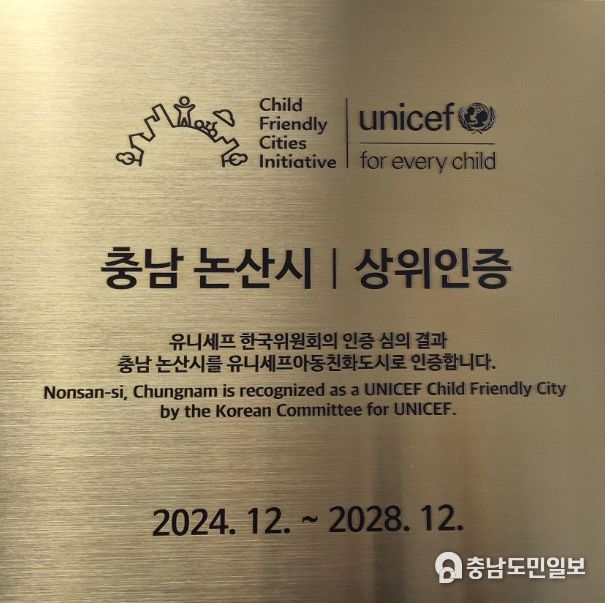 Child
Friendly
Cities
Initiative
unicef
for every child
충남 논산시 | 상위인증
유니세프 한국위원회의 인증 심의 결과
충남 논산시를 유니세프아동친화도시로 인증합니다.
Nonsan-si, Chungnam is recognized as a UNICEF Child Friendly City
by the Korean Committee for UNICEF.
2024. 12. ~ 2028. 12.
충남도민일보